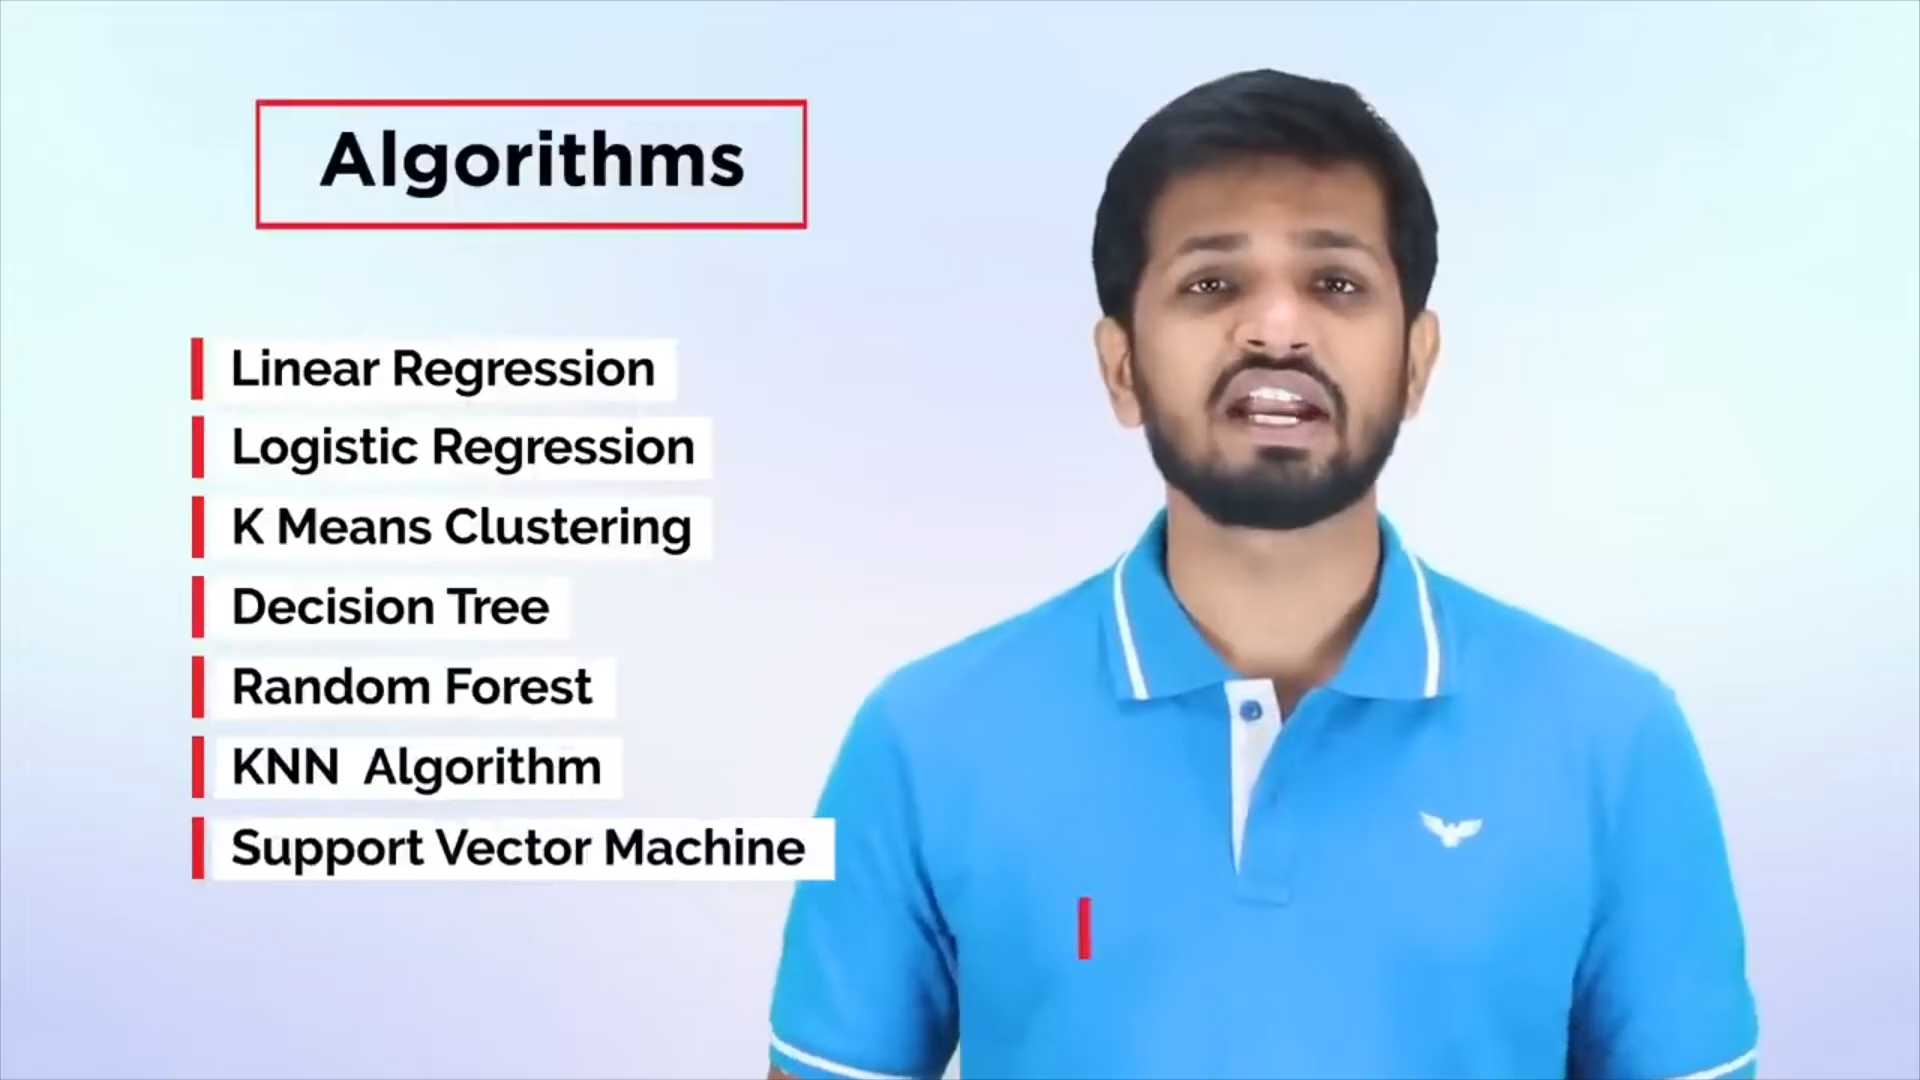 Algorithms
Linear Regression
Logistic Regression
K Means Clustering
Decision Tree
Random Forest
KNN  Algorithm
Support Vector Machine